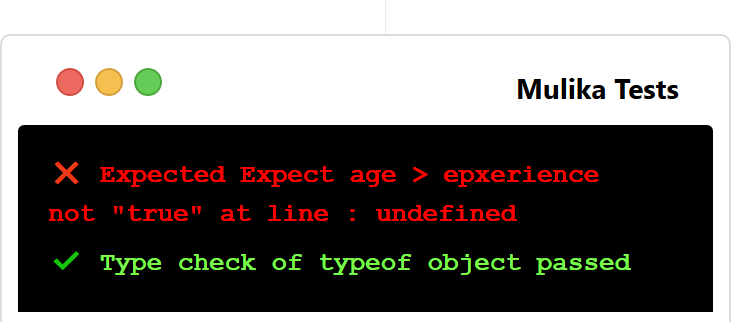 Mulika Tests
❌ Expected Expect age > epxerience
not "true" at line : undefined
✔ Type check of typeof object passed